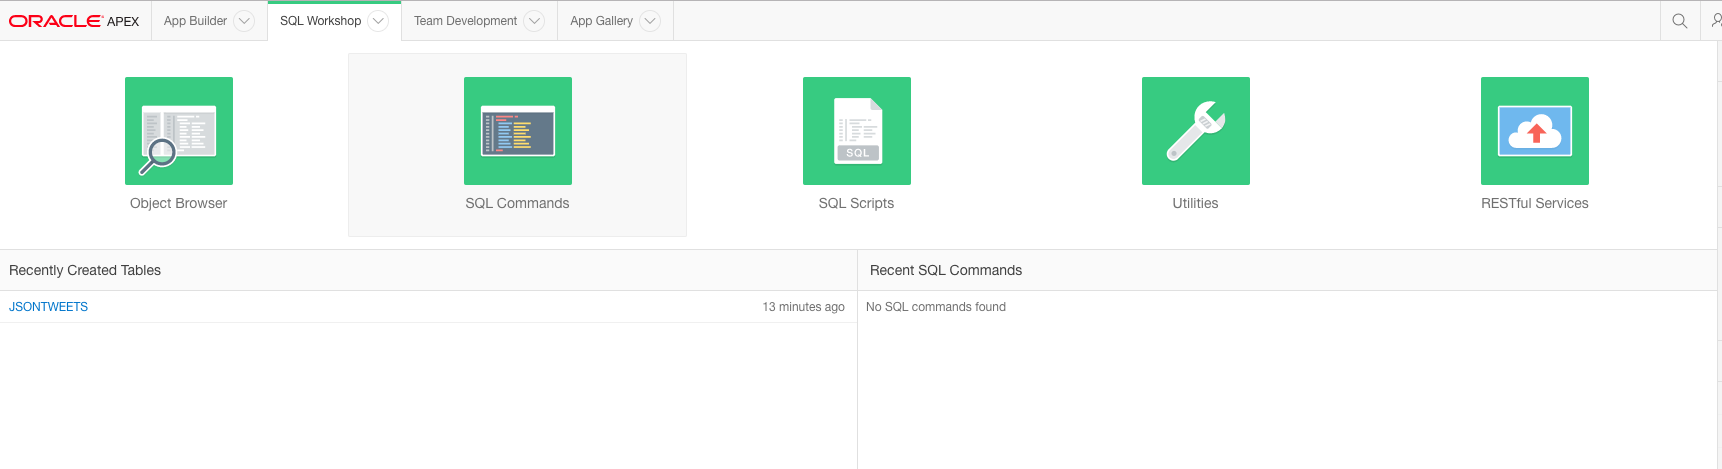 ORACLE APEX App Builder SQL Workshop Team Development App Gallery
Object Browser SQL Commands SQL SQL Scripts Utilities RESTful Services
Recently Created Tables
JSONTWEETS 13 minutes ago
Recent SQL Commands
No SQL commands found